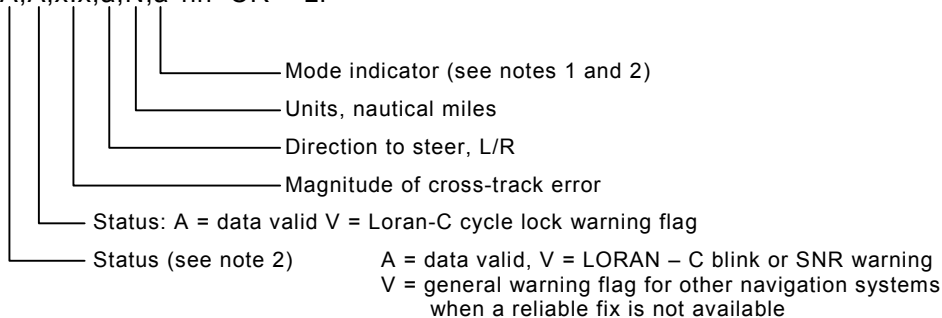 Mode indicator (see notes 1 and 2)
Units, nautical miles
Direction to steer, L/R
Magnitude of cross-track error
Status: A = data valid V = Loran-C cycle lock warning flag
Status (see note 2) A = data valid, V = LORAN – C blink or SNR warning
V = general warning flag for other navigation systems
when a reliable fix is not available